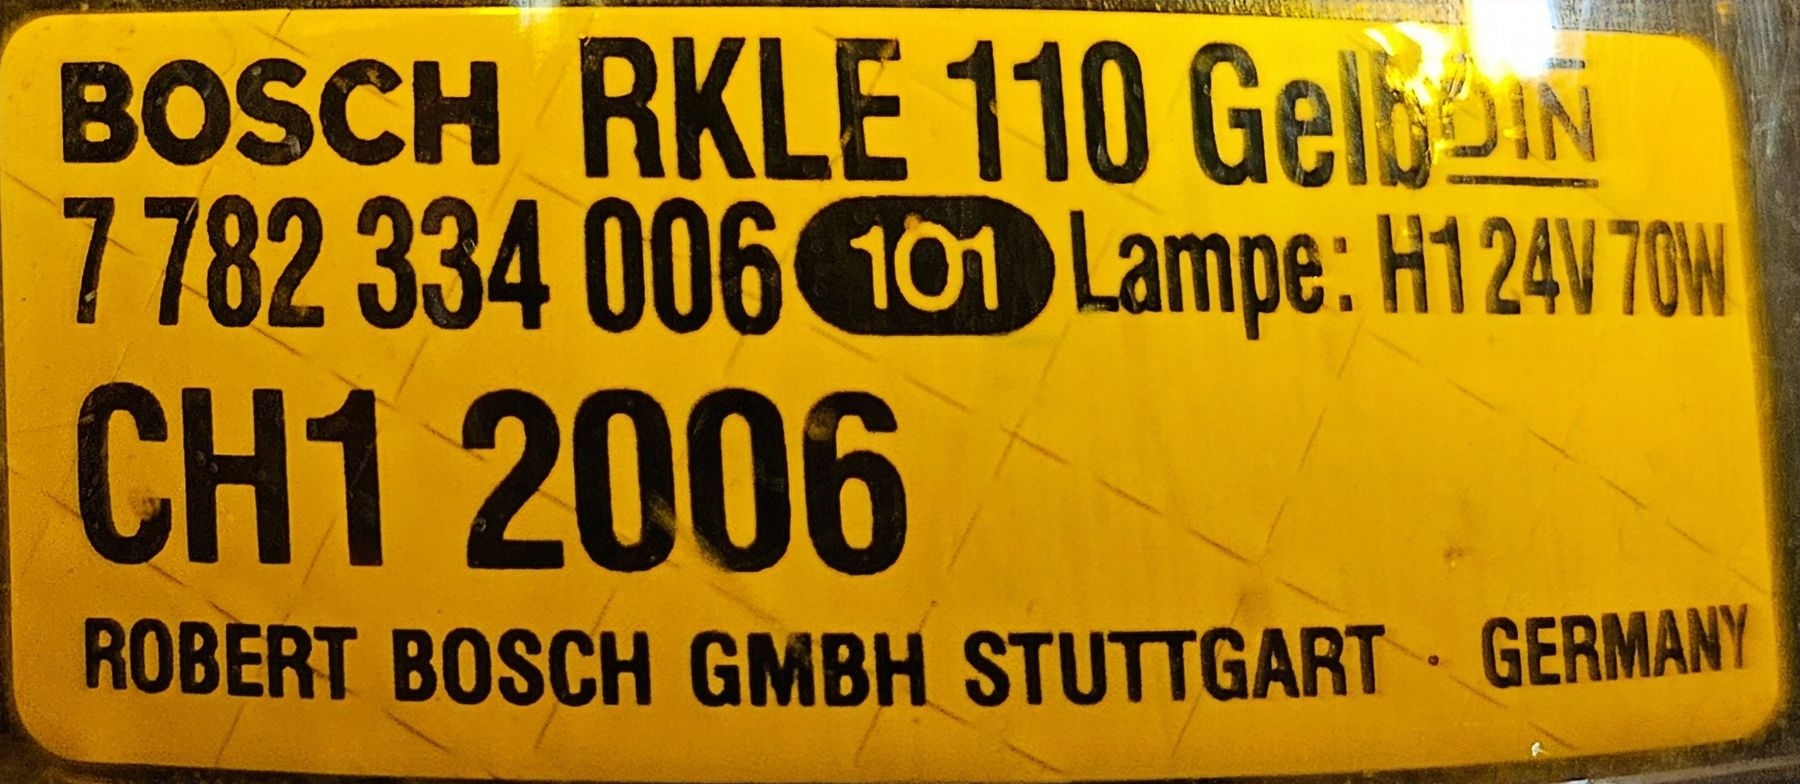 BOSCH RKLE 110 Gelb DIN
7 782 334 006 101 Lampe: H1 24V 70W
CH1 2006
ROBERT BOSCH GMBH STUTTGART · GERMANY